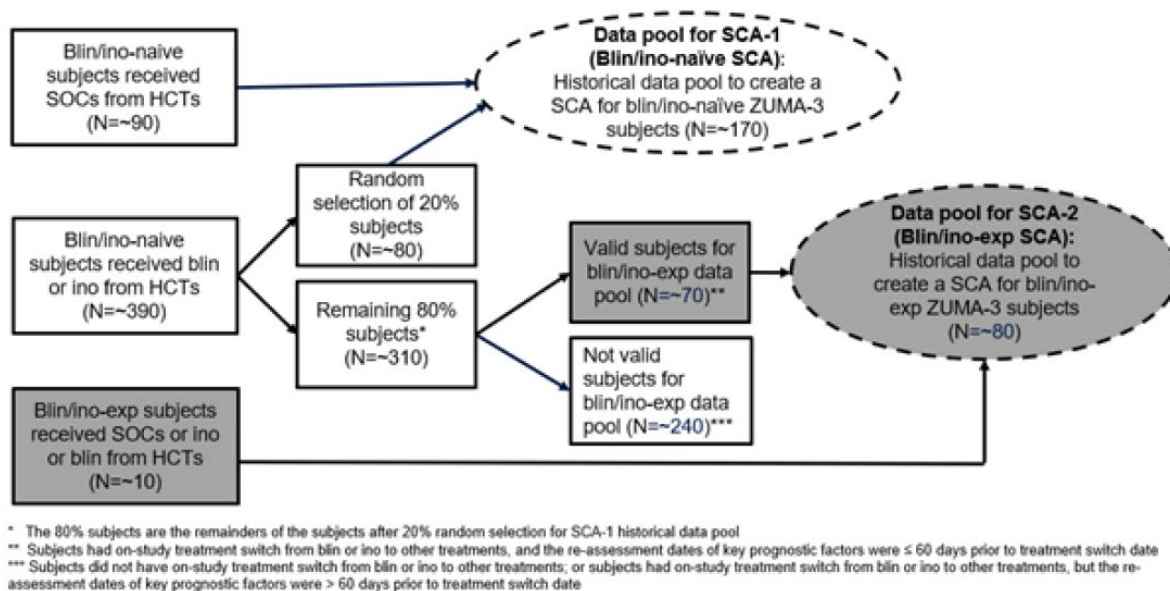 Blin/ino-naive
subjects received
SOCs from HCTs
(N=~90)
Data pool for SCA-1
(Blin/ino-naïve SCA):
Historical data pool to create
a SCA for blin/ino-naïve ZUMA-3
subjects (N=~170)
Blin/ino-naive
subjects received blin
or ino from HCTs
(N=~390)
Random
selection of 20%
subjects
(N=~80)
Remaining 80%
subjects*
(N=~310)
Valid subjects for
blin/ino-exp data
pool (N=~70)**
Not valid
subjects for
blin/ino-exp data
pool (N=~240)***
Data pool for SCA-2
(Blin/ino-exp SCA):
Historical data pool to
create a SCA for blin/ino-
exp ZUMA-3 subjects
(N=~80)
Blin/ino-exp subjects
received SOCs or ino
or blin from HCTs
(N=~10)
* The 80% subjects are the remainders of the subjects after 20% random selection for SCA-1 historical data pool
** Subjects had on-study treatment switch from blin or ino to other treatments, and the re-assessment dates of key prognostic factors were ≤ 60 days prior to treatment switch date
*** Subjects did not have on-study treatment switch from blin or ino to other treatments; or subjects had on-study treatment switch from blin or ino to other treatments, but the re-
assessment dates of key prognostic factors were > 60 days prior to treatment switch date